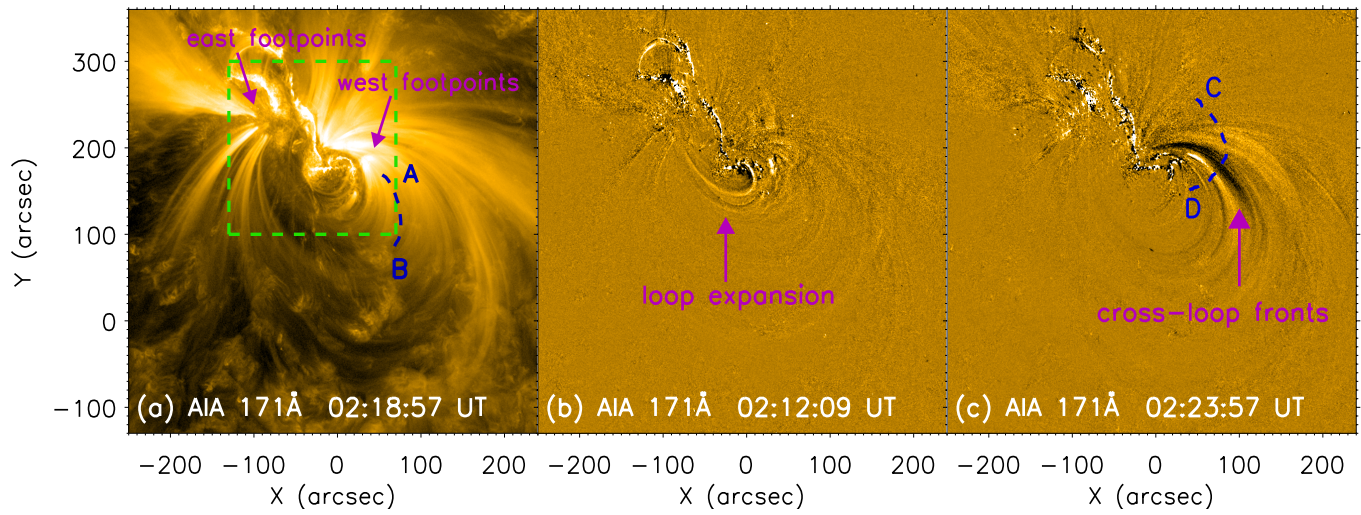 east footpoints
west footpoints
A
B
(a) AIA 171Å 02:18:57 UT
loop expansion
(b) AIA 171Å 02:12:09 UT
C
D
cross-loop fronts
(c) AIA 171Å 02:23:57 UT
300
200
100
0
−100
Y (arcsec)
−200 −100 0 100 200
−200 −100 0 100 200
−200 −100 0 100 200
X (arcsec)
X (arcsec)
X (arcsec)